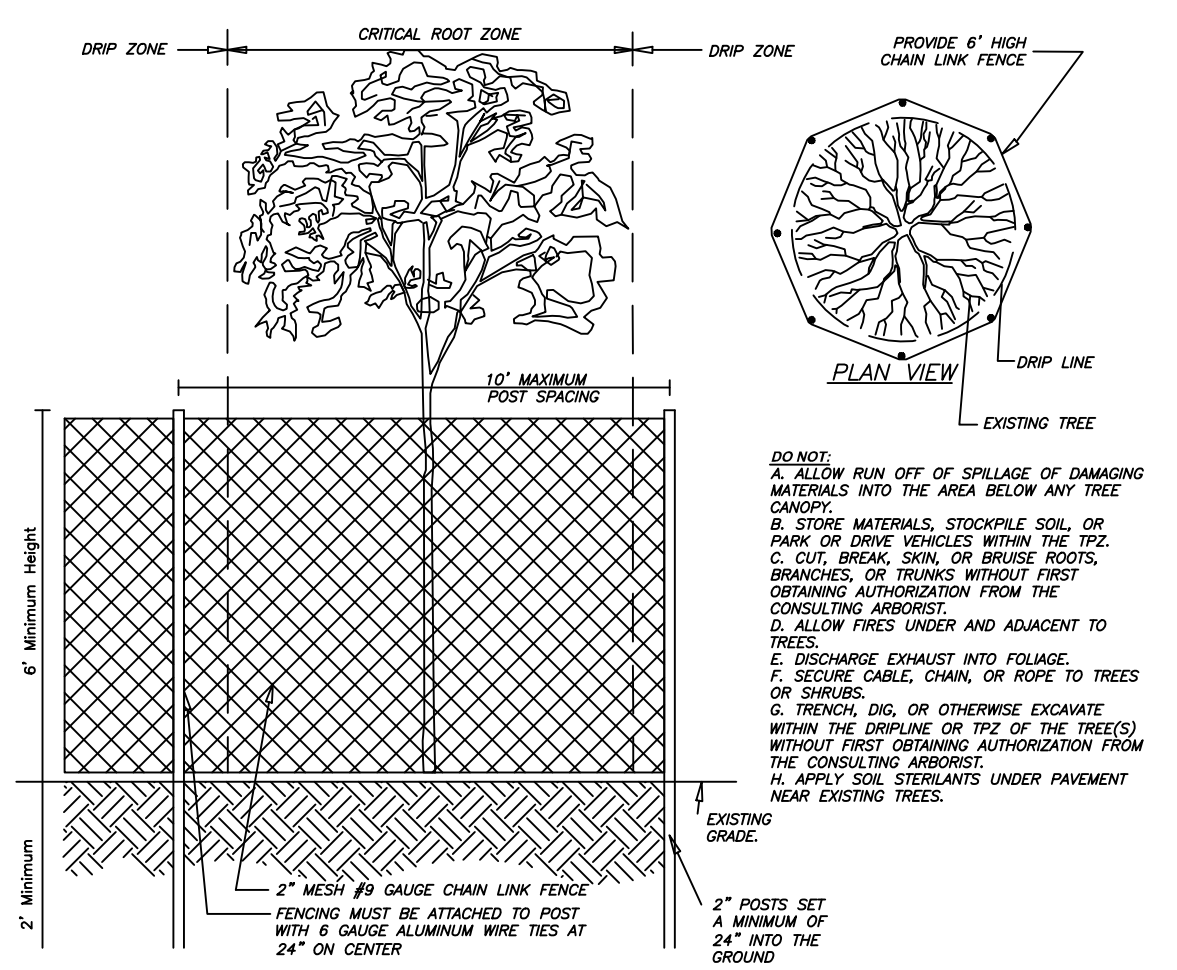 CRITICAL ROOT ZONE
DRIP ZONE
DRIP ZONE
PROVIDE 6' HIGH
CHAIN LINK FENCE
DRIP LINE
PLAN VIEW
EXISTING TREE
10' MAXIMUM
POST SPACING
6' Minimum Height
2' Minimum
DO NOT:
A. ALLOW RUN OFF OF SPILLAGE OF DAMAGING
MATERIALS INTO THE AREA BELOW ANY TREE
CANOPY.
B. STORE MATERIALS, STOCKPILE SOIL, OR
PARK OR DRIVE VEHICLES WITHIN THE TPZ.
C. CUT, BREAK, SKIN, OR BRUISE ROOTS,
BRANCHES, OR TRUNKS WITHOUT FIRST
OBTAINING AUTHORIZATION FROM THE
CONSULTING ARBORIST.
D. ALLOW FIRES UNDER AND ADJACENT TO
TREES.
E. DISCHARGE EXHAUST INTO FOLIAGE.
F. SECURE CABLE, CHAIN, OR ROPE TO TREES
OR SHRUBS.
G. TRENCH, DIG, OR OTHERWISE EXCAVATE
WITHIN THE DRIPLINE OR TPZ OF THE TREE(S)
WITHOUT FIRST OBTAINING AUTHORIZATION FROM
THE CONSULTING ARBORIST.
H. APPLY SOIL STERILANTS UNDER PAVEMENT
NEAR EXISTING TREES.
EXISTING
GRADE.
2" MESH #9 GAUGE CHAIN LINK FENCE
FENCING MUST BE ATTACHED TO POST
WITH 6 GAUGE ALUMINUM WIRE TIES AT
24" ON CENTER
2" POSTS SET
A MINIMUM OF
24" INTO THE
GROUND